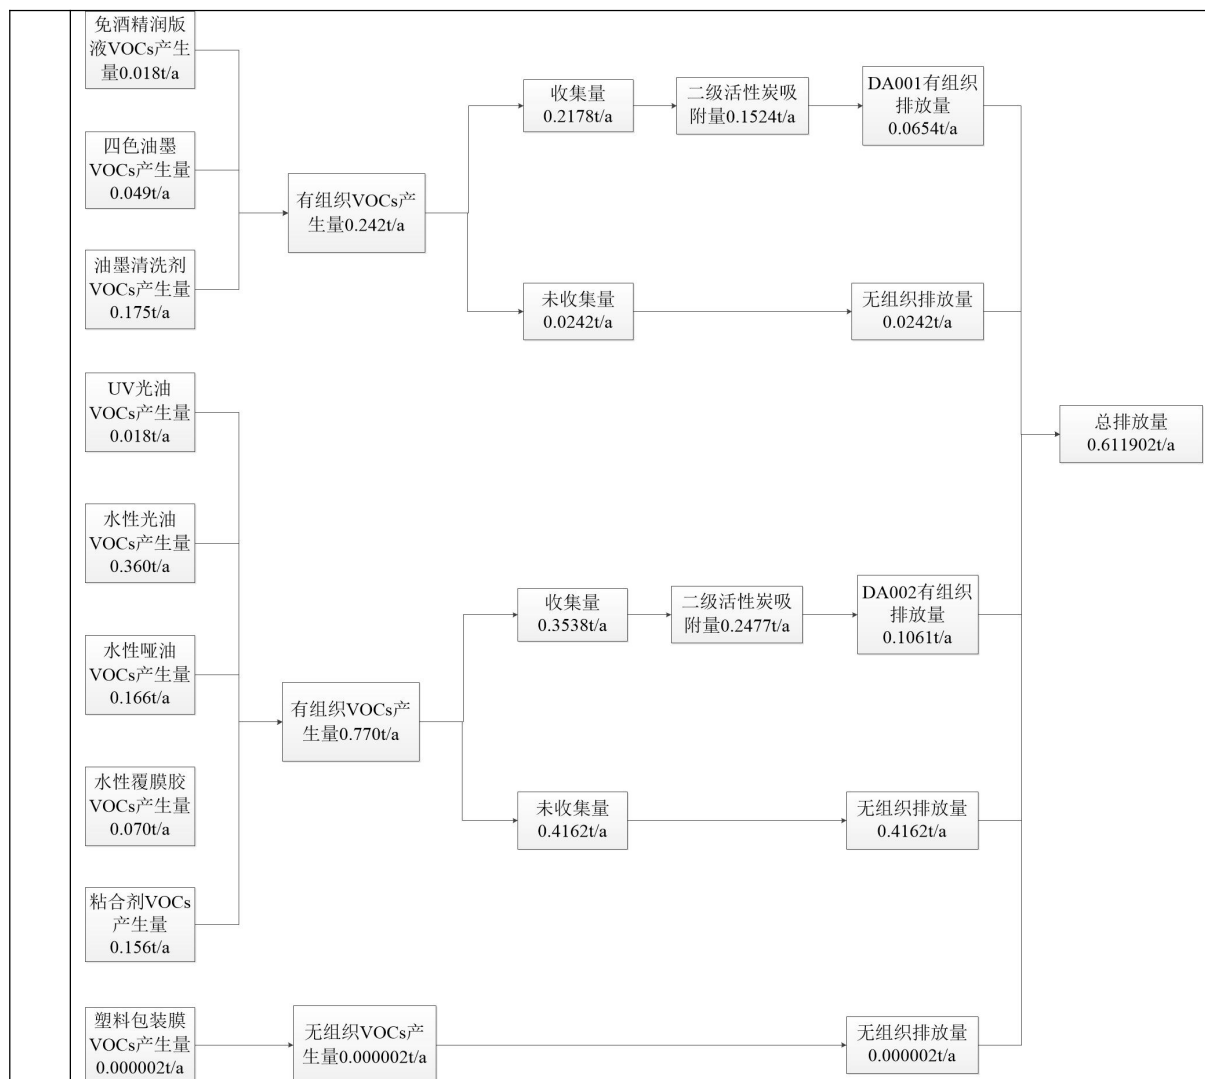 免酒精润版
液VOCs产生
量0.018t/a
四色油墨
VOCs产生量
0.049t/a
油墨清洗剂
VOCs产生量
0.175t/a
有组织VOCs产
生量0.242t/a
收集量
0.2178t/a
二级活性炭吸
附量0.1524t/a
DA001有组织
排放量
0.0654t/a
未收集量
0.0242t/a
无组织排放量
0.0242t/a
UV光油
VOCs产生量
0.018t/a
水性光油
VOCs产生量
0.360t/a
水性哑油
VOCs产生量
0.166t/a
水性覆膜胶
VOCs产生量
0.070t/a
粘合剂VOCs
产生量
0.156t/a
有组织VOCs产
生量0.770t/a
收集量
0.3538t/a
二级活性炭吸
附量0.2477t/a
DA002有组织
排放量
0.1061t/a
未收集量
0.4162t/a
无组织排放量
0.4162t/a
塑料包装膜
VOCs产生量
0.000002t/a
无组织VOCs产
生量0.000002t/a
无组织排放量
0.000002t/a
总排放量
0.611902t/a